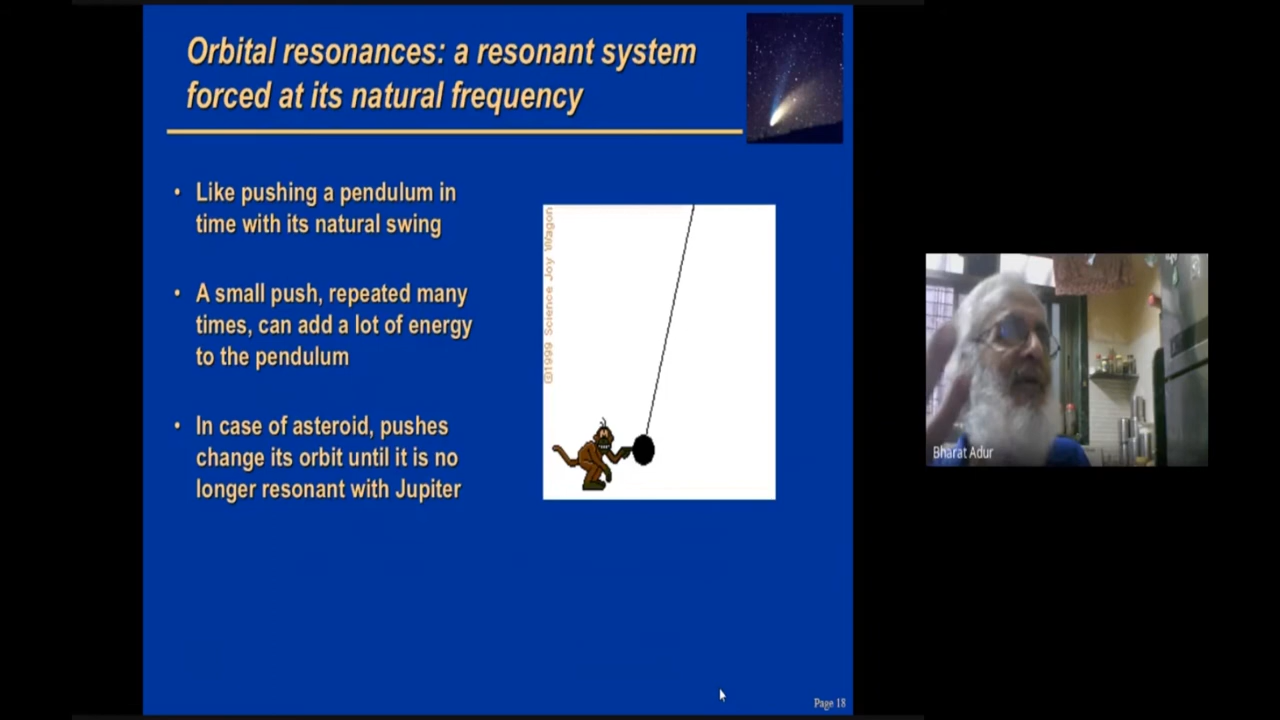 Orbital resonances: a resonant system
forced at its natural frequency
• Like pushing a pendulum in
time with its natural swing
• A small push, repeated many
times, can add a lot of energy
to the pendulum
• In case of asteroid, pushes
change its orbit until it is no
longer resonant with Jupiter
©1999 Science Joy Wagon
Bharat Adur
Page 18